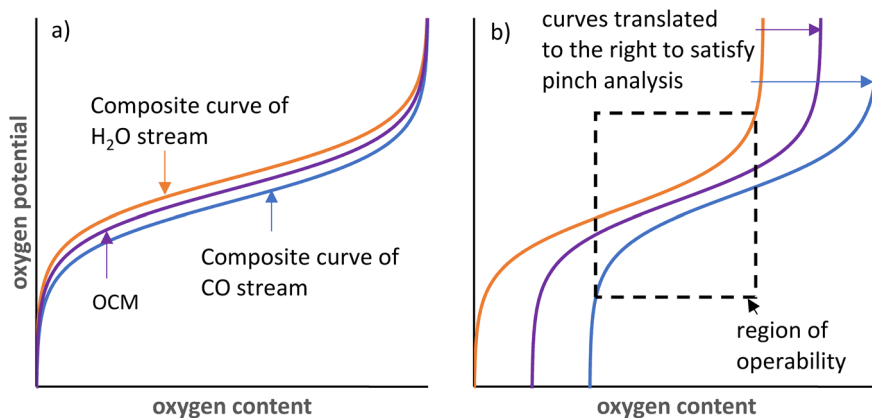 a)
Composite curve of
H₂O stream
Composite curve of
CO stream
OCM
oxygen potential
oxygen content
b)
curves translated
to the right to satisfy
pinch analysis
region of
operability
oxygen content